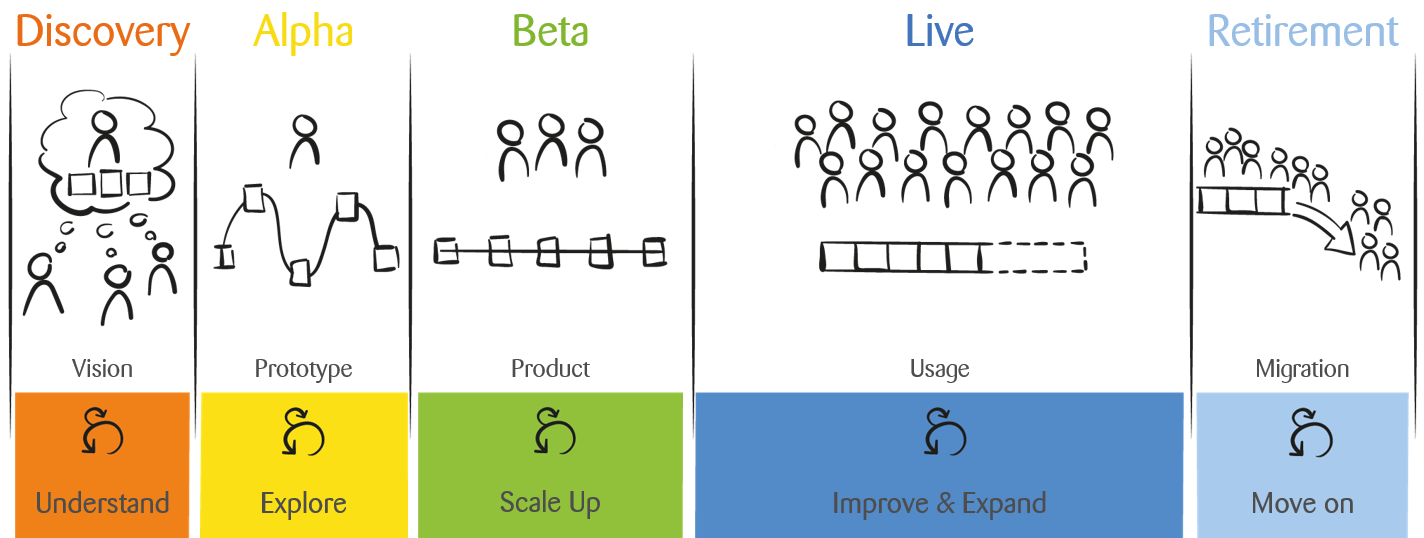 Discovery
Alpha
Beta
Live
Retirement
Vision
Prototype
Product
Usage
Migration
Understand
Explore
Scale Up
Improve & Expand
Move on